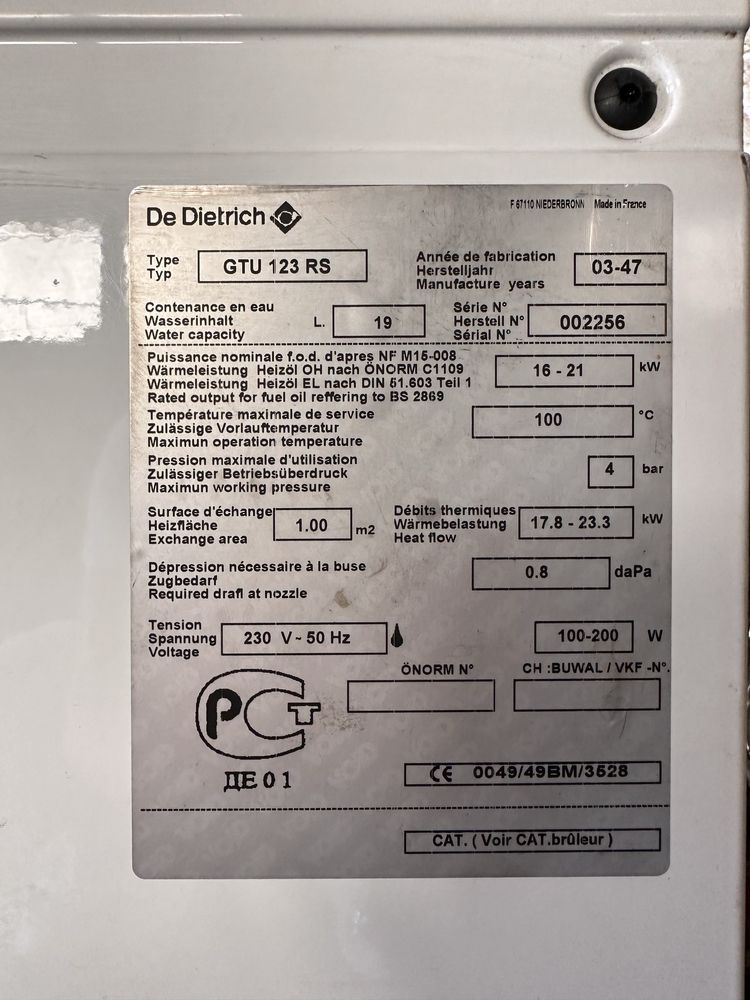 De Dietrich
F 67110 NIEDERBRONN Made in France
Type
Typ
GTU 123 RS
Année de fabrication
Herstelljahr
Manufacture years
03-47
Contenance en eau
Wasserinhalt
Water capacity
L. 19
Série N°
Herstell N°
Sérial N°
002256
Puissance nominale f.o.d. d'apres NF M15-008
Wärmeleistung Heizöl OH nach ÖNORM C1109
Wärmeleistung Heizöl EL nach DIN 51.603 Teil 1
Rated output for fuel oil reffering to BS 2869
16 - 21 kW
Température maximale de service
Zulässige Vorlauftemperatur
Maximun operation temperature
100 °C
Pression maximale d'utilisation
Zulässiger Betriebsüberdruck
Maximun working pressure
4 bar
Surface d'échange
Heizfläche
Exchange area
1.00 m2
Débits thermiques
Wärmebelastung
Heat flow
17.8 - 23.3 kW
Dépression nécessaire à la buse
Zugbedarf
Required drafl at nozzle
0.8 daPa
Tension
Spannung
Voltage
230 V ~ 50 Hz
100-200 W
ÖNORM N°
CH :BUWAL / VKF -N°.
РСТ
ДЕ 0 1
CE 0049/49BM/3528
CAT. ( Voir CAT.brûleur )